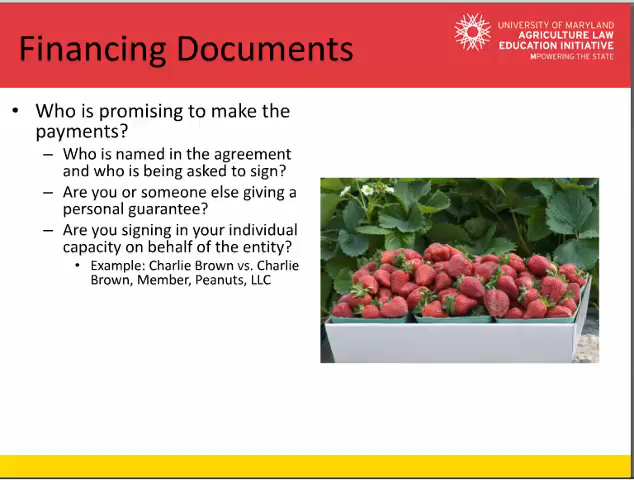 Financing Documents
UNIVERSITY OF MARYLAND
AGRICULTURE LAW
EDUCATION INITIATIVE
MPOWERING THE STATE
• Who is promising to make the
payments?
– Who is named in the agreement
and who is being asked to sign?
– Are you or someone else giving a
personal guarantee?
– Are you signing in your individual
capacity on behalf of the entity?
• Example: Charlie Brown vs. Charlie
Brown, Member, Peanuts, LLC